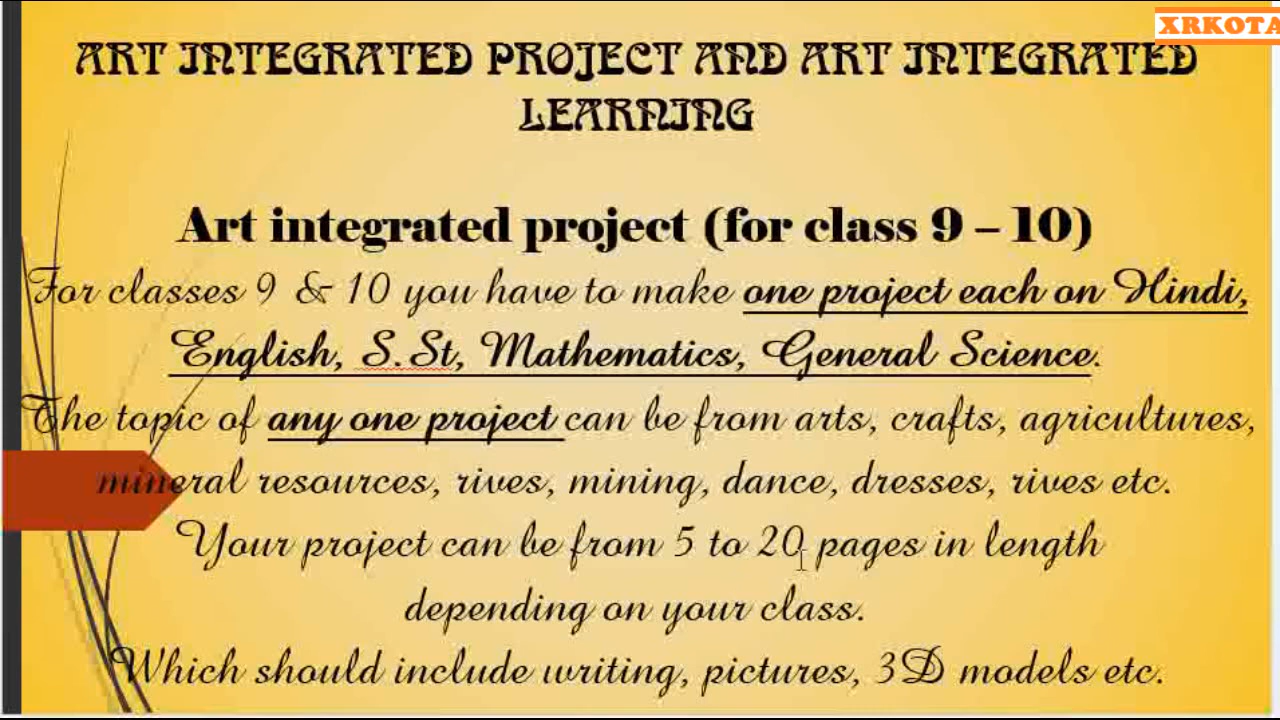 XRKOTA
ART INTEGRATED PROJECT AND ART INTEGRATED
LEARNING
Art integrated project (for class 9 – 10)
For classes 9 & 10 you have to make one project each on Hindi,
English, S.St, Mathematics, General Science.
The topic of any one project can be from arts, crafts, agricultures,
mineral resources, rives, mining, dance, dresses, rives etc.
Your project can be from 5 to 20 pages in length
depending on your class.
Which should include writing, pictures, 3D models etc.